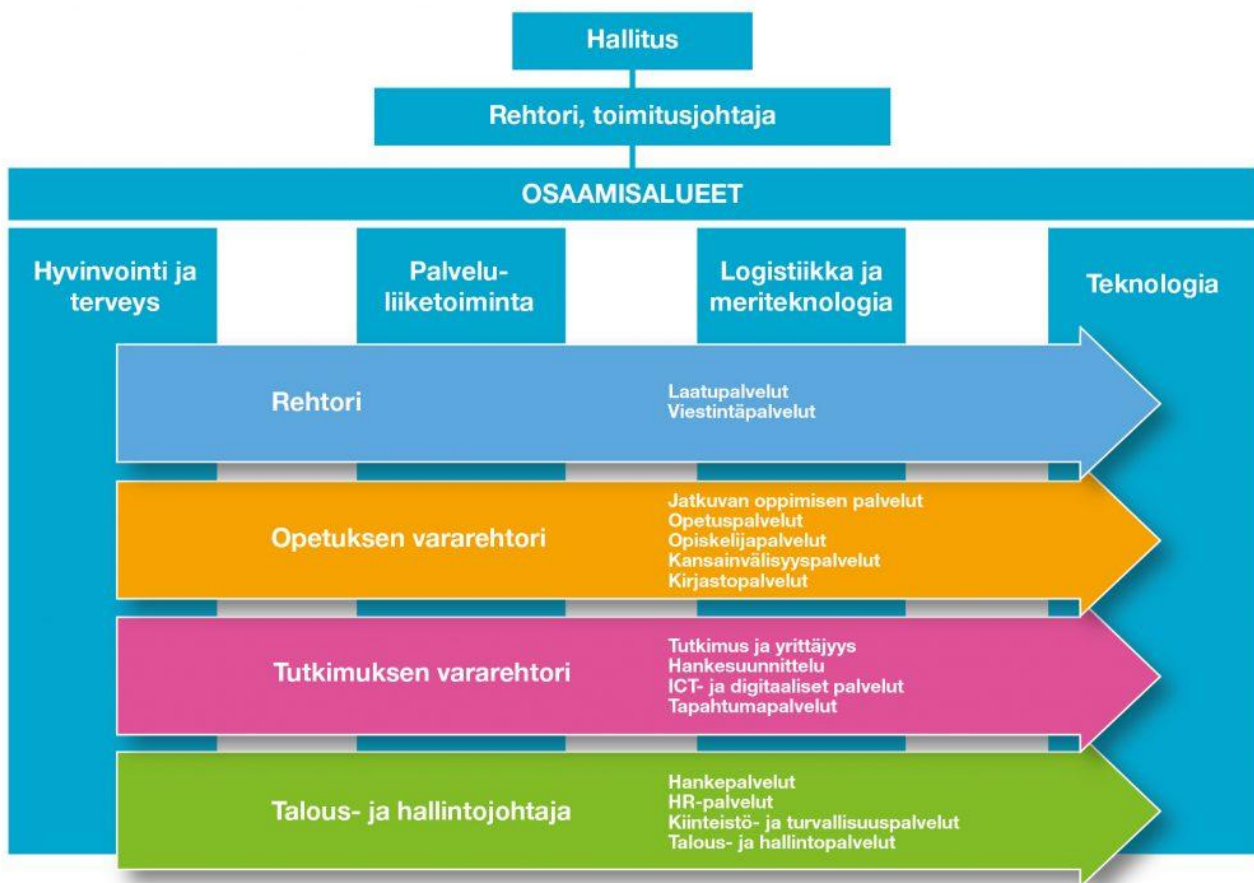 Hallitus
Rehtori, toimitusjohtaja
OSAAMISALUEET
Hyvinvointi ja
terveys
Palvelu-
liiketoiminta
Logistiikka ja
meriteknologia
Teknologia
Rehtori
Laatupalvelut
Viestintäpalvelut
Opetuksen vararehtori
Jatkuvan oppimisen palvelut
Opetuspalvelut
Opiskelijapalvelut
Kansainvälisyyspalvelut
Kirjastopalvelut
Tutkimuksen vararehtori
Tutkimus ja yrittäjyys
Hankesuunnittelu
ICT- ja digitaaliset palvelut
Tapahtumapalvelut
Talous- ja hallintojohtaja
Hankepalvelut
HR-palvelut
Kiinteistö- ja turvallisuuspalvelut
Talous- ja hallintopalvelut